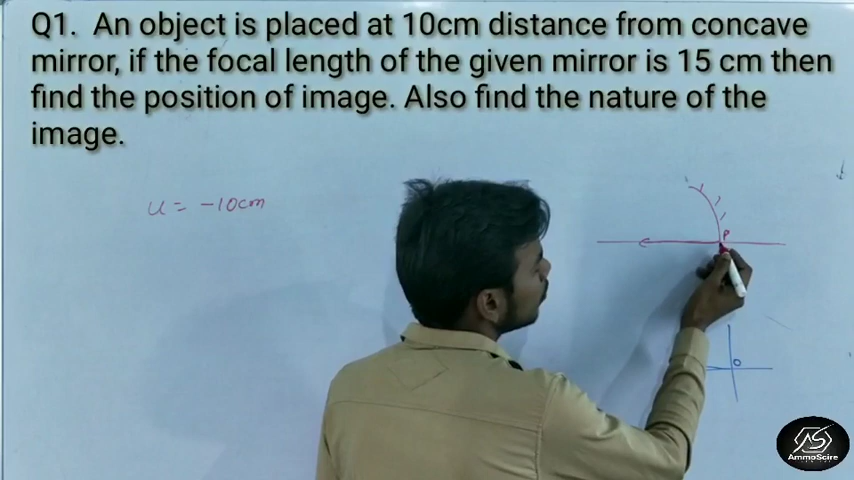 Q1. An object is placed at 10cm distance from concave
mirror, if the focal length of the given mirror is 15 cm then
find the position of image. Also find the nature of the
image.
u = -10cm
P
O
AS
AmmoScire